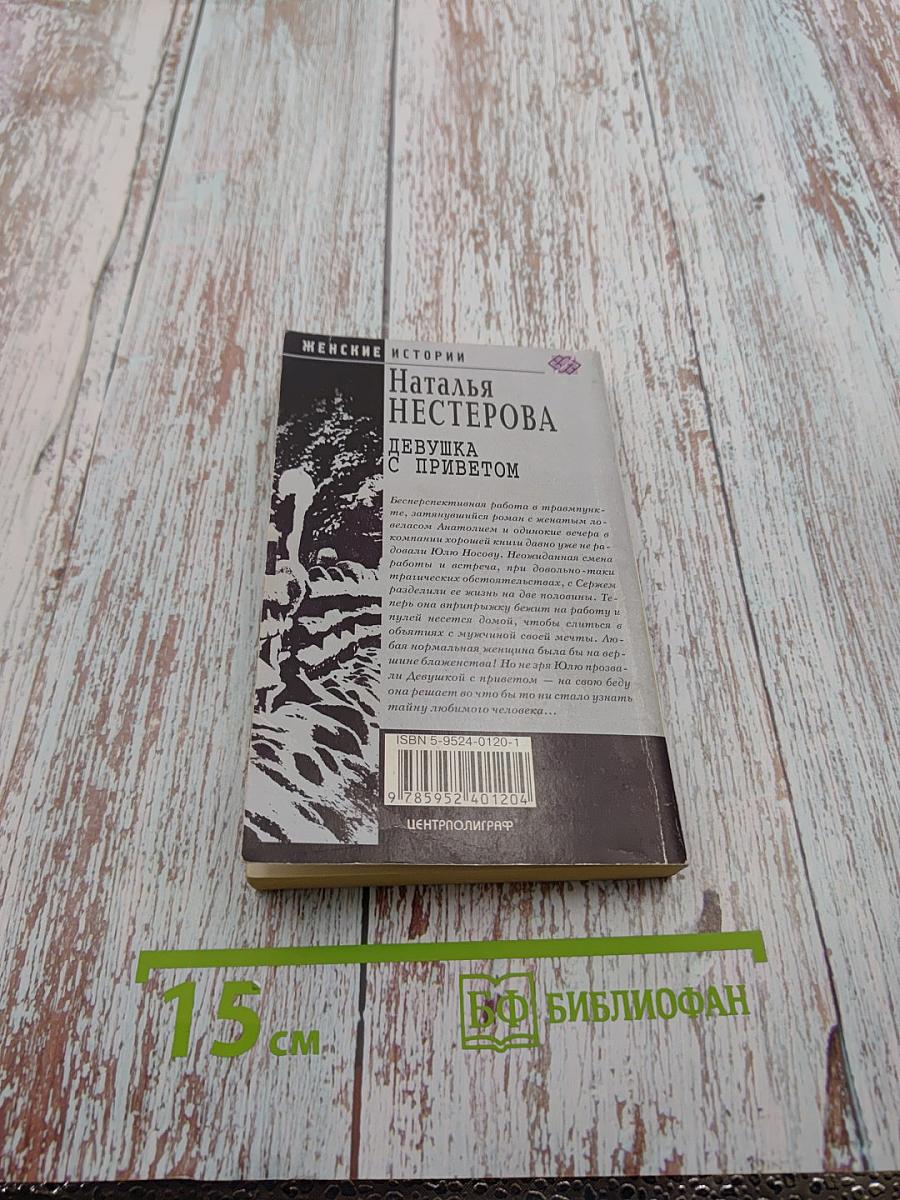 ЖЕНСКИЕ ИСТОРИИ
Наталья
НЕСТЕРОВА
ДЕВУШКА
С ПРИВЕТОМ
Бесперспективная работа в травмпунк-
те, затянувшийся роман с женатым ло-
веласом Анатолием и одинокие вечера в
компании хорошей книги давно уже не ра-
довали Юлю Носову. Неожиданная смена
работы и встреча, при довольно-таки
трагических обстоятельствах, с Сержем
разделили ее жизнь на две половины. Те-
перь она вприпрыжку бежит на работу и
пулей несется домой, чтобы слиться в
объятиях с мужчиной своей мечты. Лю-
бая нормальная женщина была бы на вер-
шине блаженства! Но не зря Юлю прозва-
ли Девушкой с приветом — на свою беду
она решает во что бы то ни стало узнать
тайну любимого человека...
ISBN 5-9524-0120-1
9 785952 401204
ЦЕНТРПОЛИГРАФ
15 см
БФ БИБЛИОФАН